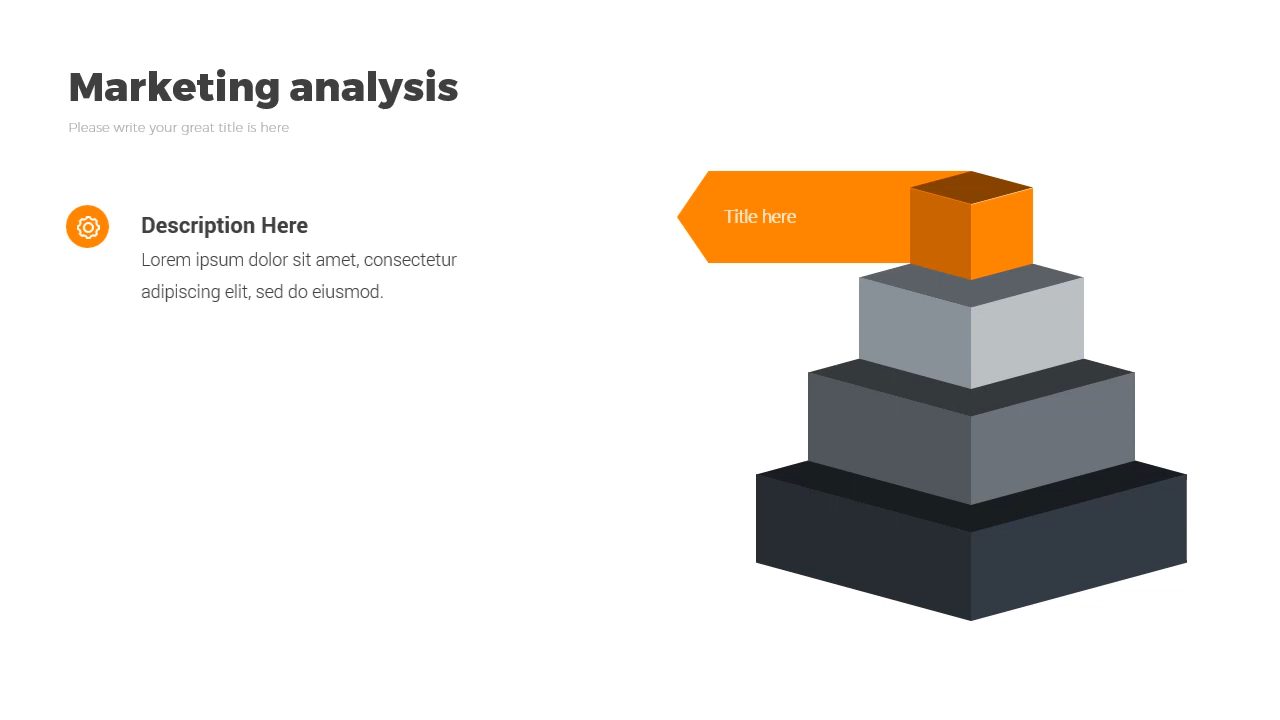 Marketing analysis
Please write your great title is here
Title here
Description Here
Lorem ipsum dolor sit amet, consectetur
adipiscing elit, sed do eiusmod.